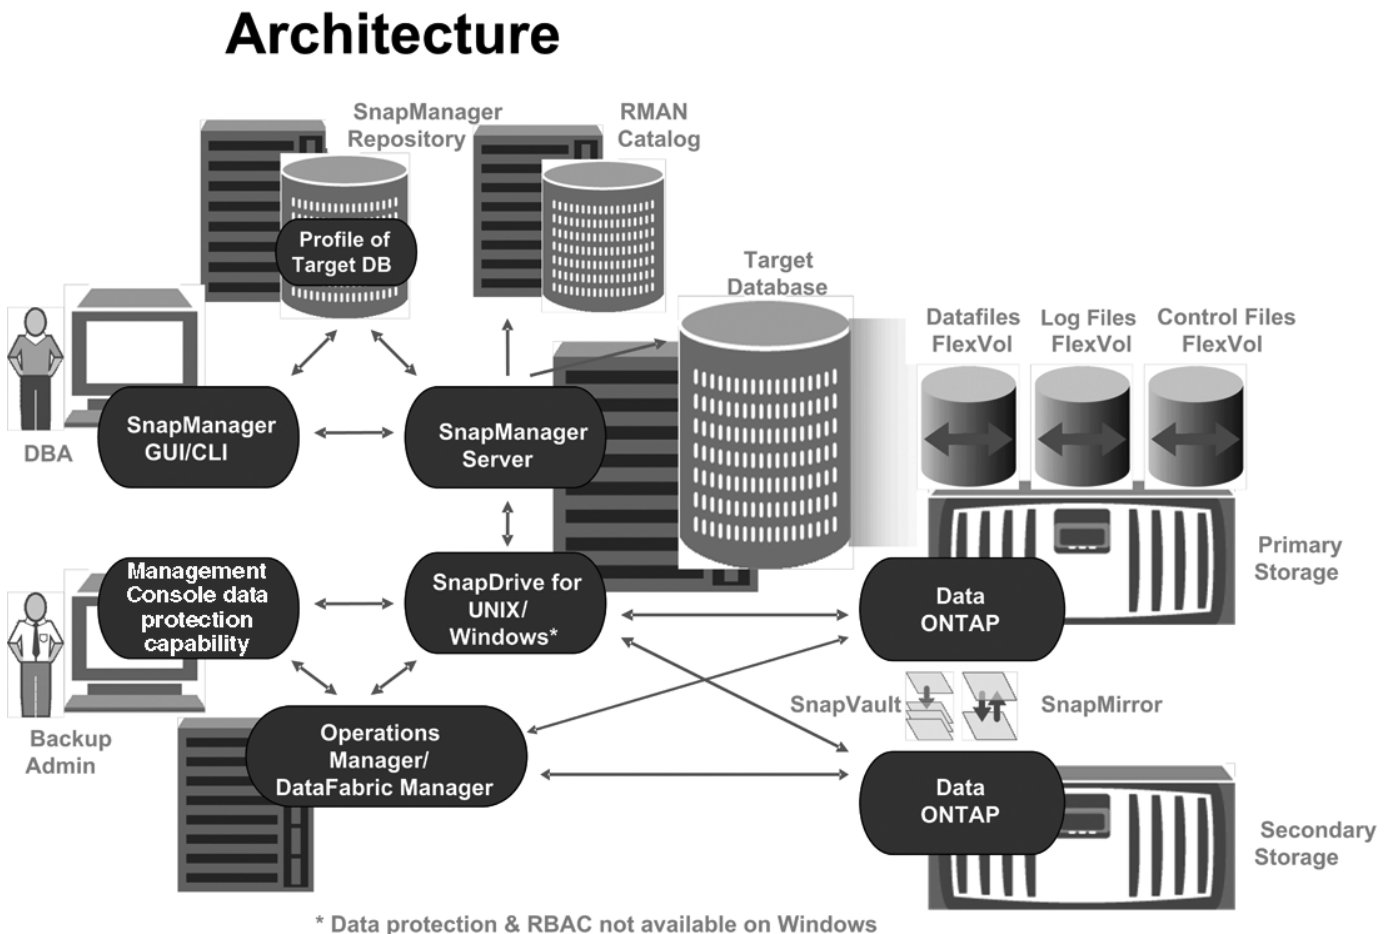 Architecture
SnapManager
Repository
RMAN
Catalog
Profile of
Target DB
Target
Database
Datafiles
FlexVol
Log Files
FlexVol
Control Files
FlexVol
DBA
SnapManager
GUI/CLI
SnapManager
Server
Primary
Storage
Management
Console data
protection
capability
SnapDrive for
UNIX/
Windows*
Data
ONTAP
SnapVault
SnapMirror
Backup
Admin
Operations
Manager/
DataFabric Manager
Data
ONTAP
Secondary
Storage
* Data protection & RBAC not available on Windows